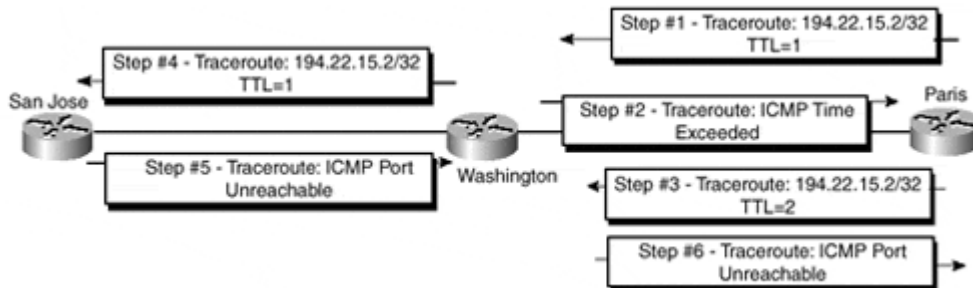 Step #1 - Traceroute: 194.22.15.2/32
TTL=1
Step #4 - Traceroute: 194.22.15.2/32
TTL=1
San Jose
Step #2 - Traceroute: ICMP Time
Exceeded
Paris
Step #5 - Traceroute: ICMP Port
Unreachable
Washington
Step #3 - Traceroute: 194.22.15.2/32
TTL=2
Step #6 - Traceroute: ICMP Port
Unreachable